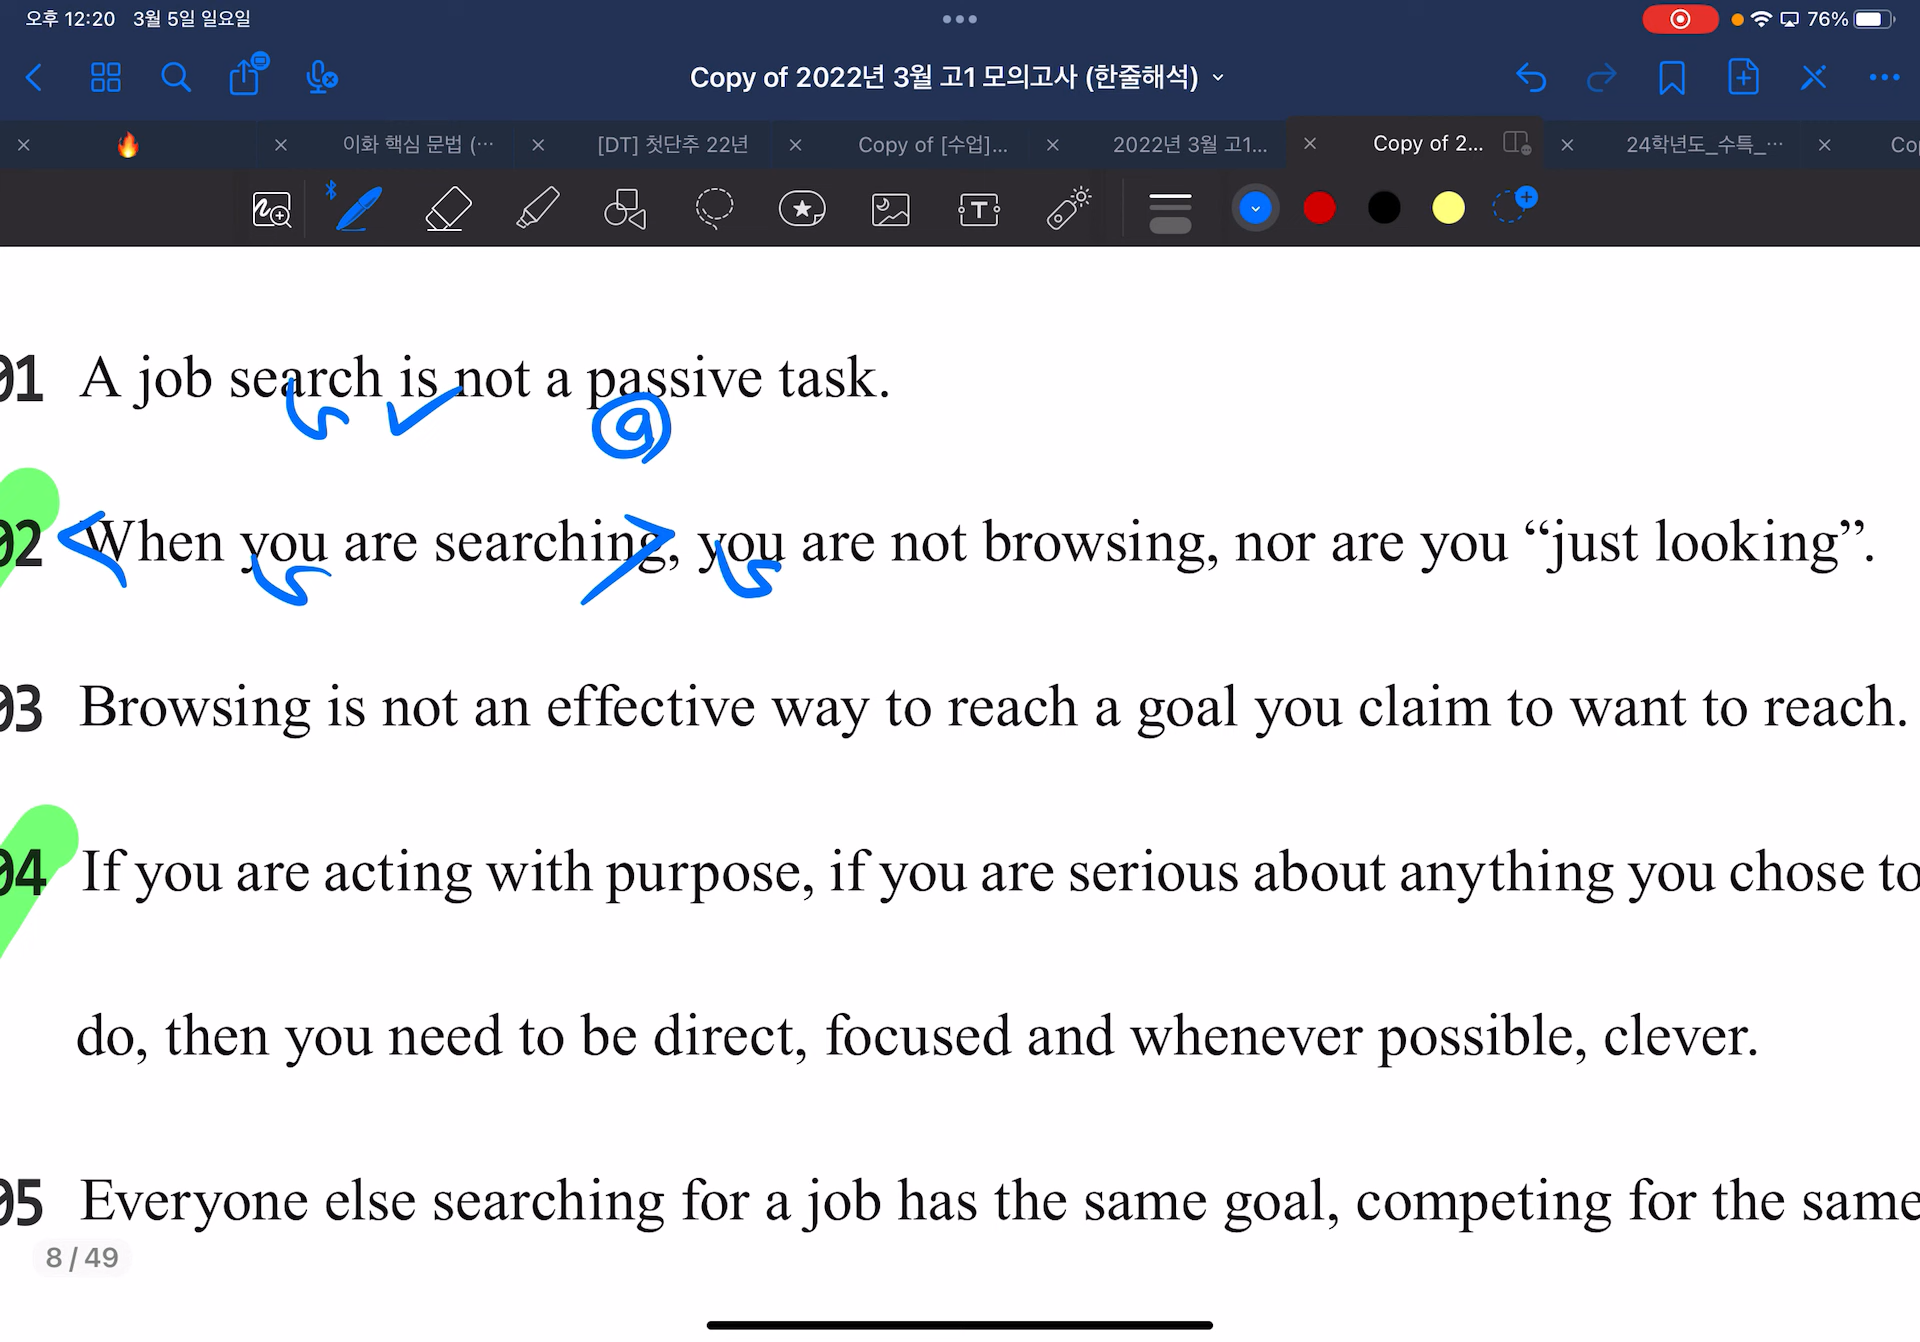 오후 12:20 3월 5일 일요일
76%
Copy of 2022년 3월 고1 모의고사 (한줄해석)
이화 핵심 문법 (···
[DT] 첫단추 22년
Copy of [수업]...
2022년 3월 고1...
Copy of 2...
24학년도_수특_···
Co
01 A job search is not a passive task.
s
a
02 When you are searching, you are not browsing, nor are you “just looking”.
s s
03 Browsing is not an effective way to reach a goal you claim to want to reach.
04 If you are acting with purpose, if you are serious about anything you chose to
do, then you need to be direct, focused and whenever possible, clever.
05 Everyone else searching for a job has the same goal, competing for the same
8 / 49